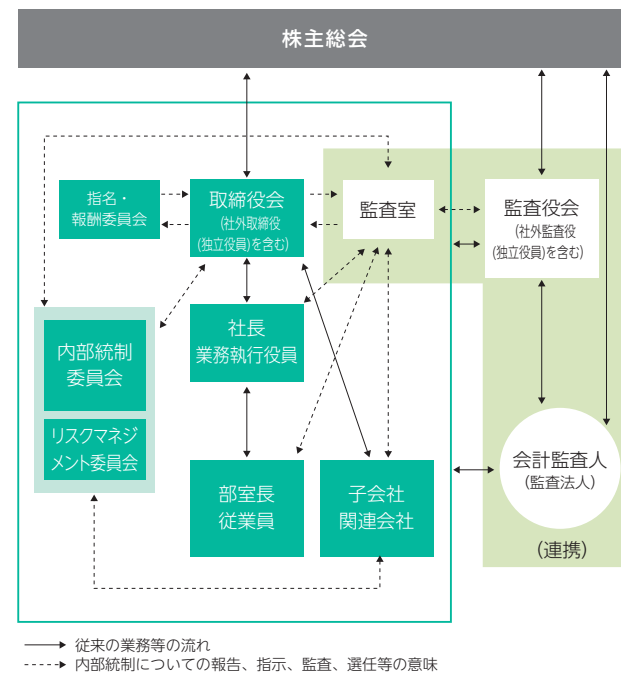 株主総会
指名・
報酬委員会
取締役会
(社外取締役
(独立役員)を含む)
監査室
監査役会
(社外監査役
(独立役員)を含む)
内部統制
委員会
リスクマネジ
メント委員会
社長
業務執行役員
部室長
従業員
子会社
関連会社
会計監査人
(監査法人)
(連携)
従来の業務等の流れ
内部統制についての報告、指示、監査、選任等の意味